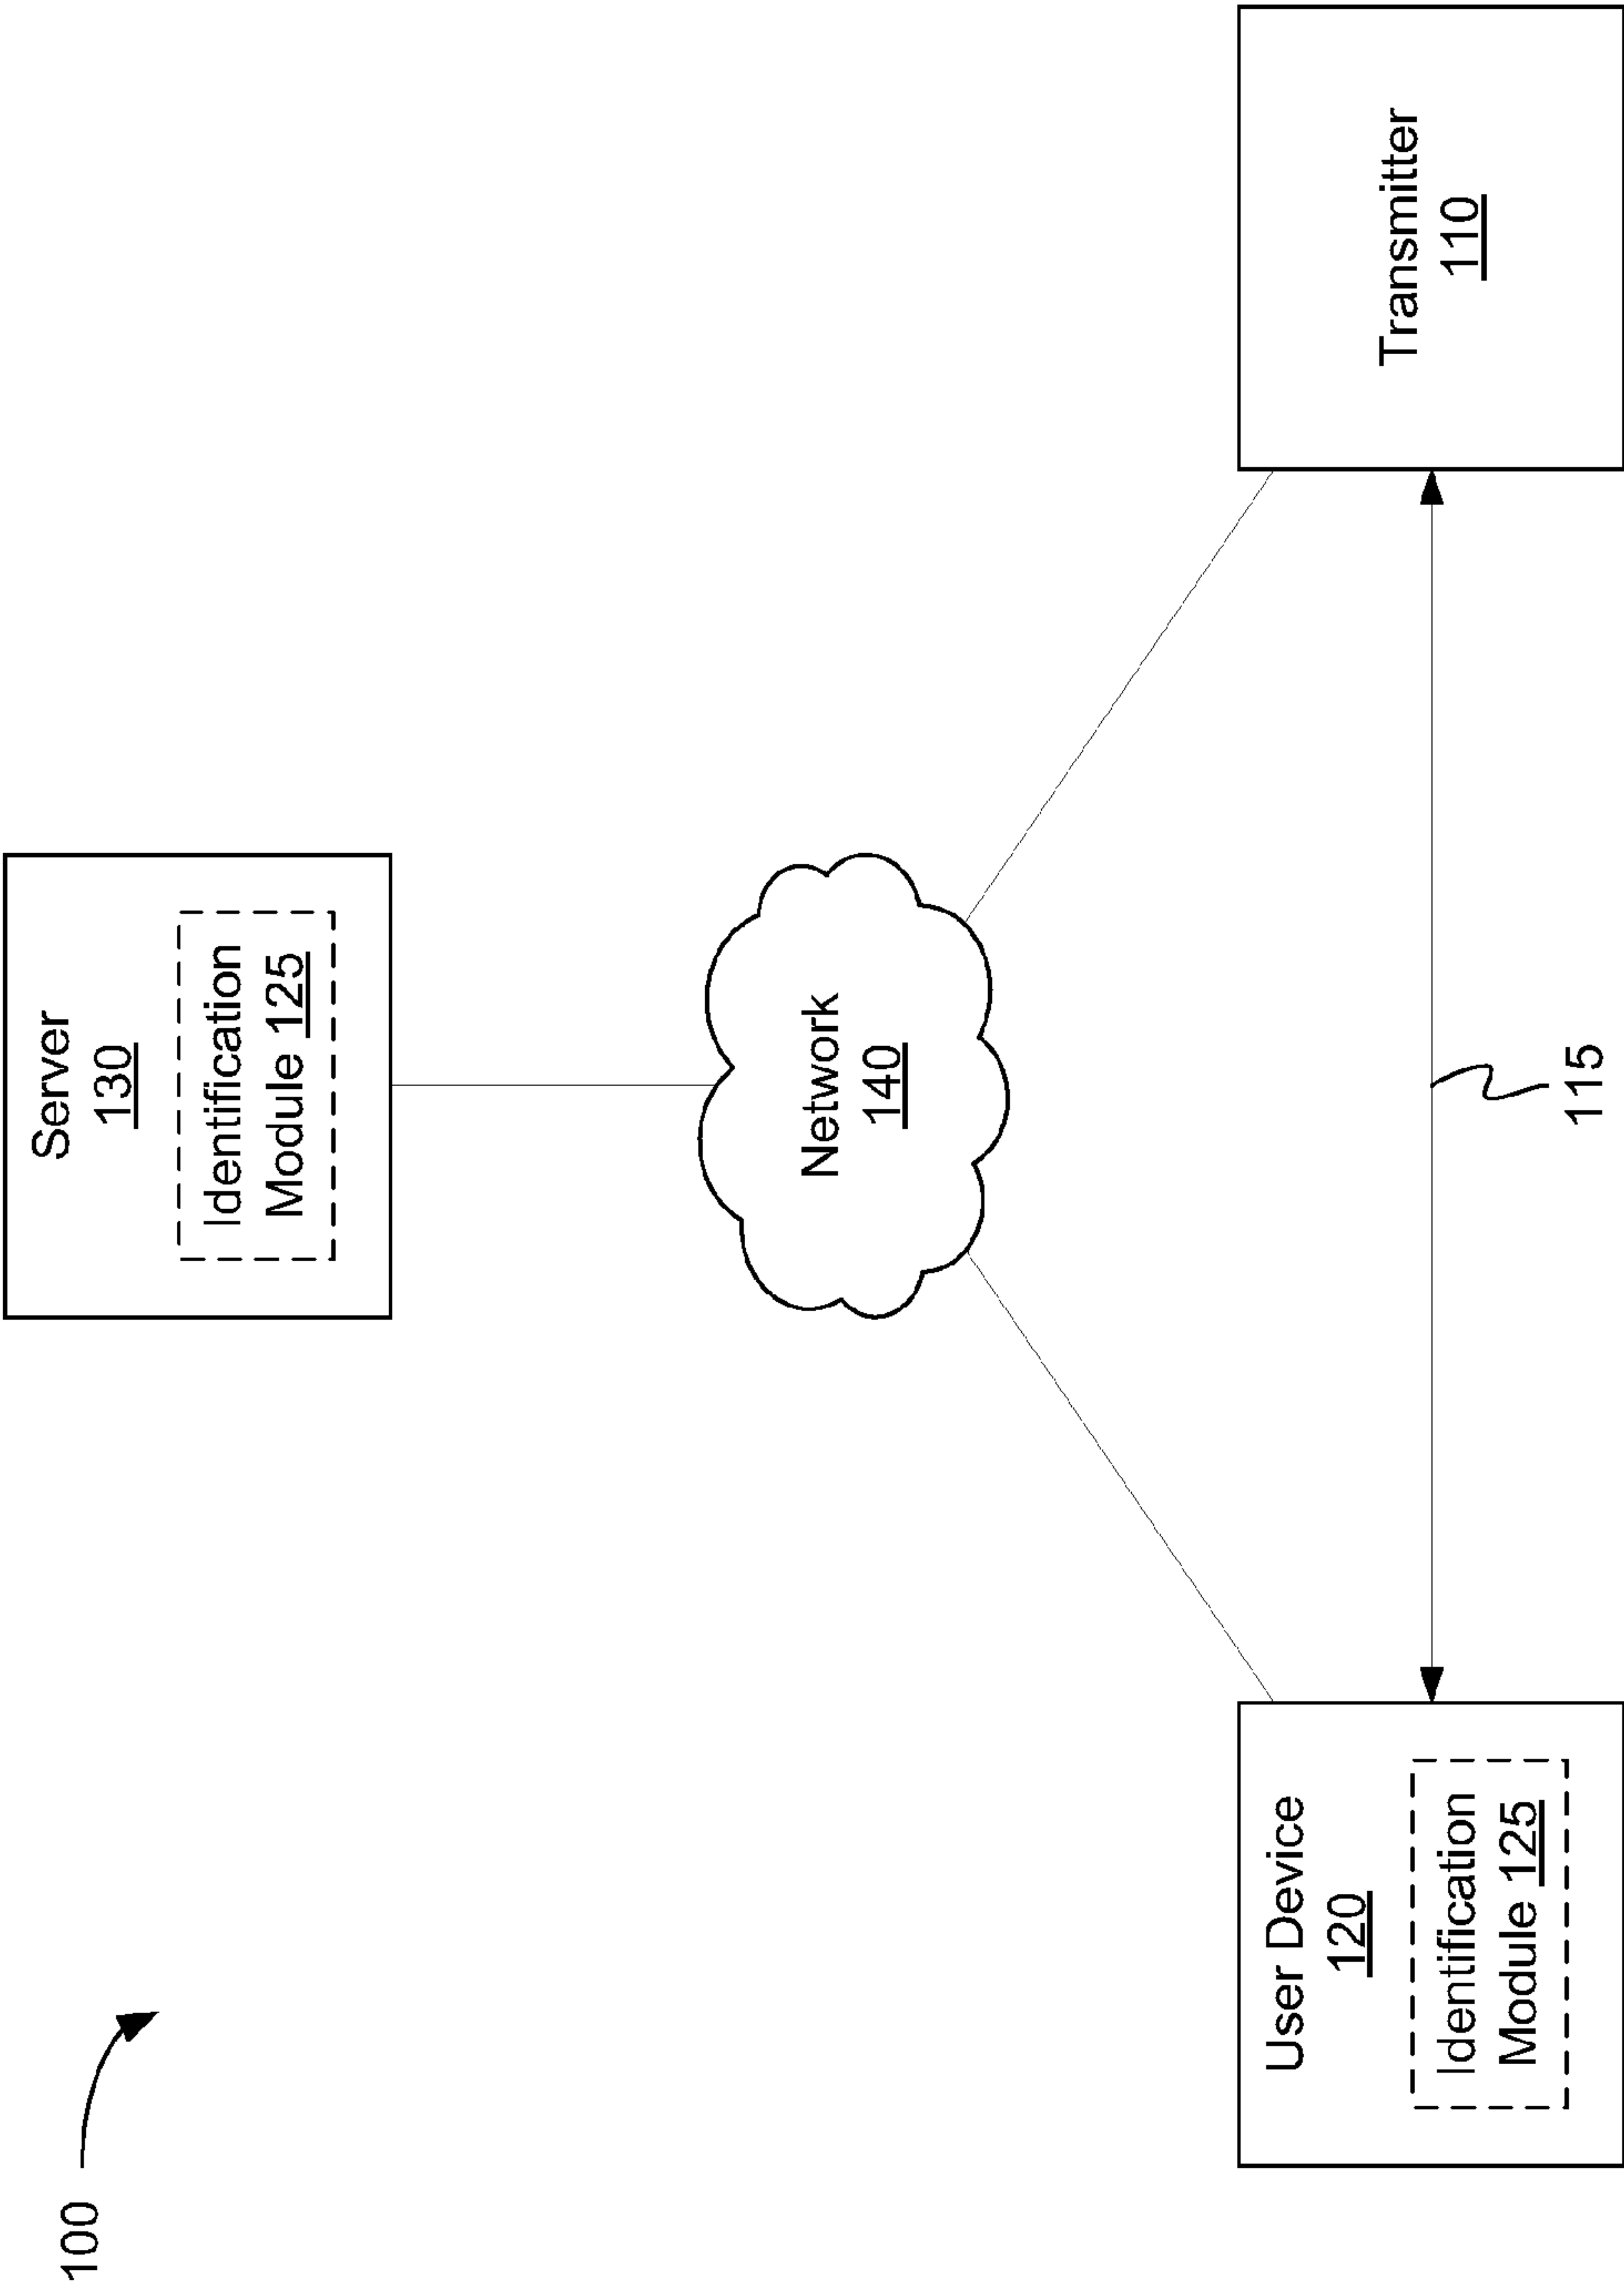 100
Server
130
Identification
Module 125
Network
140
User Device
120
Identification
Module 125
115
Transmitter
110